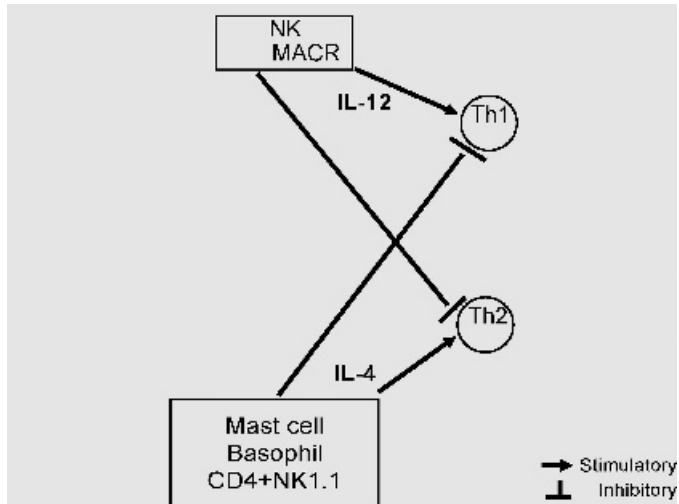 NK
MACR
IL-12
Th1
Th2
IL-4
Mast cell
Basophil
CD4+NK1.1
Stimulatory
Inhibitory